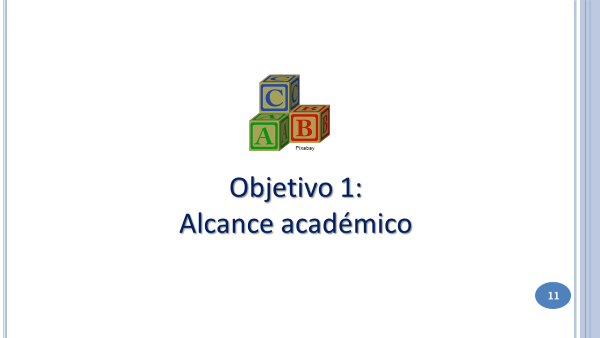 C
A B
Pixabay
Objetivo 1:
Alcance académico
11